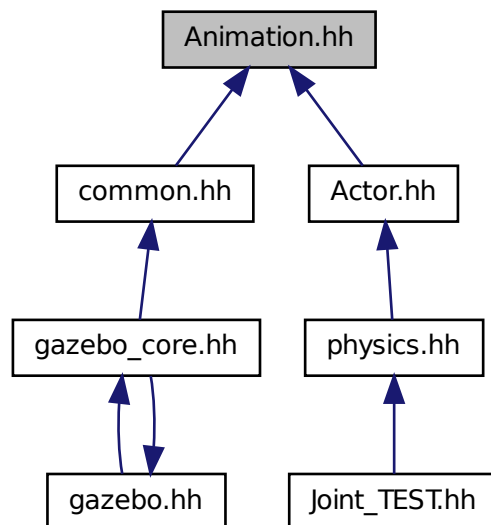 Animation.hh
common.hh
Actor.hh
gazebo_core.hh
physics.hh
gazebo.hh
Joint_TEST.hh